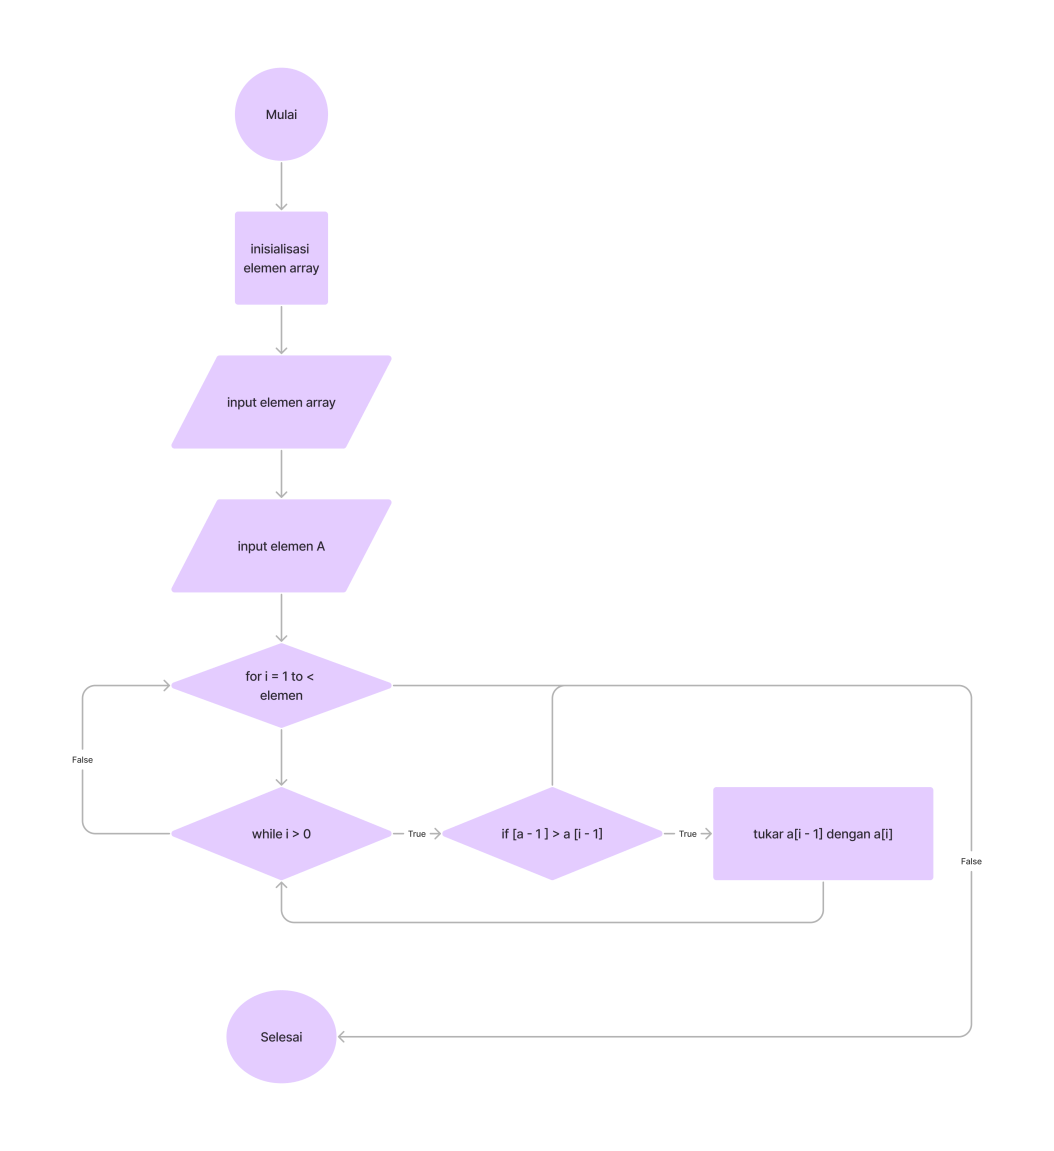 Mulai
inisialisasi
elemen array
input elemen array
input elemen A
for i = 1 to <
elemen
False
while i > 0
True
if [a - 1 ] > a [i - 1]
True
tukar a[i - 1] dengan a[i]
False
Selesai